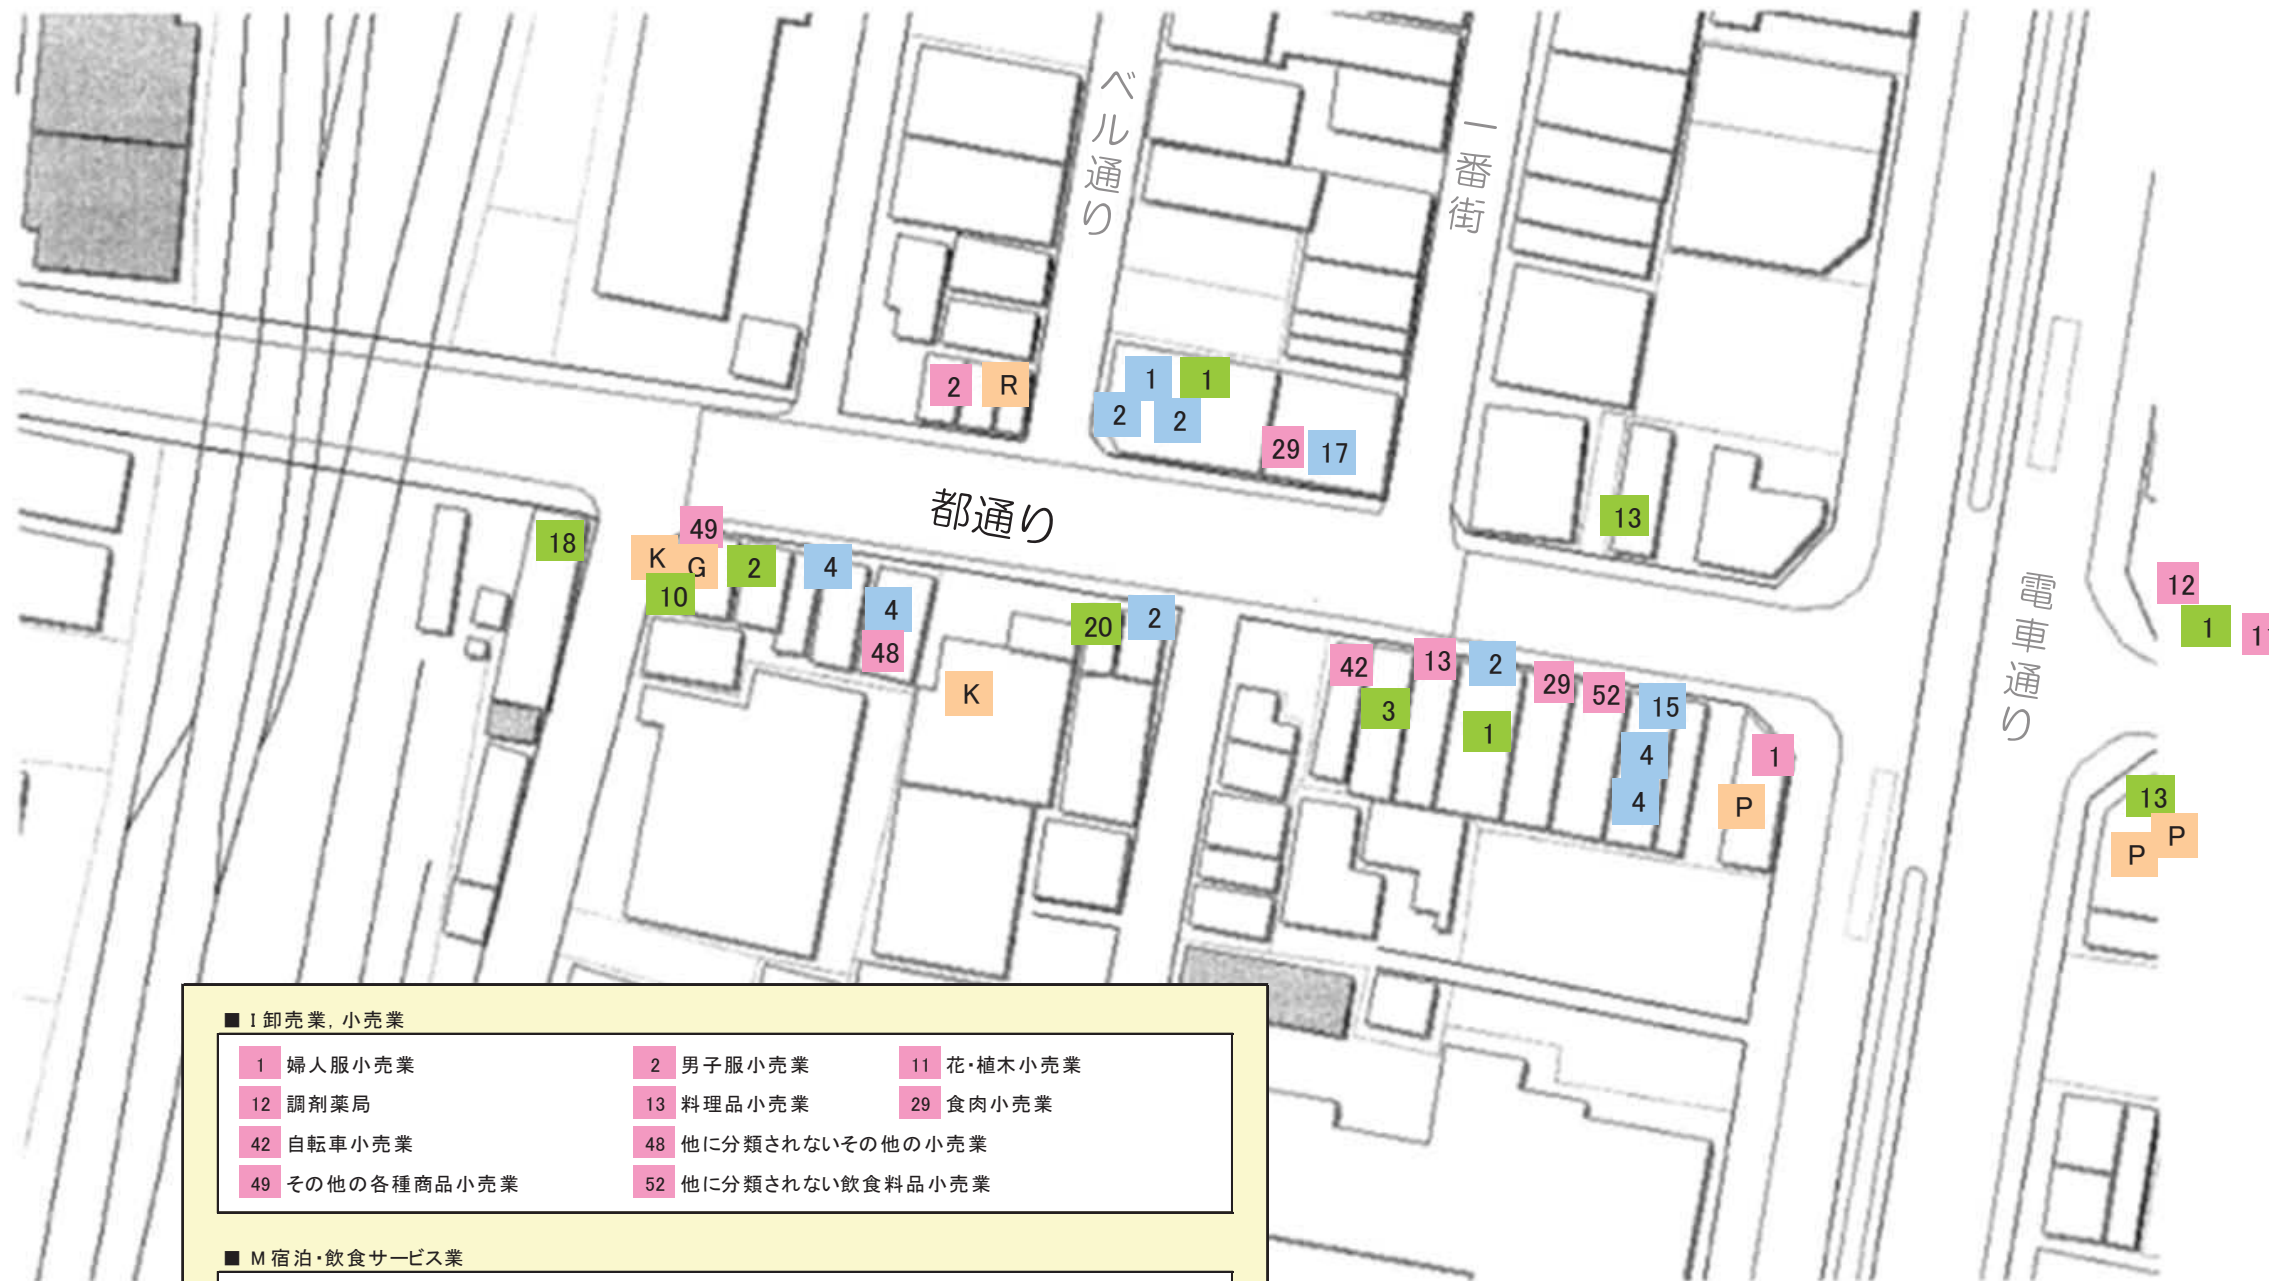 ベル通り
一番街
2
R
1
1
2
2
29
17
都通り
13
18
49
K
G
2
4
10
4
48
20
2
K
電車通り
12
1
42
13
2
29
52
15
3
1
4
1
4
P
13
P
P
■ I 卸売業, 小売業
1 婦人服小売業
2 男子服小売業
11 花・植木小売業
12 調剤薬局
13 料理品小売業
29 食肉小売業
42 自転車小売業
48 他に分類されないその他の小売業
49 その他の各種商品小売業
52 他に分類されない飲食料品小売業
■ M 宿泊・飲食サービス業